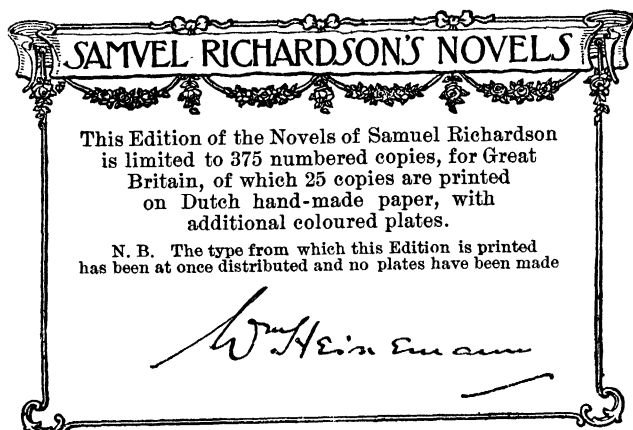 SAMVEL RICHARDSON'S NOVELS
This Edition of the Novels of Samuel Richardson
is limited to 375 numbered copies, for Great
Britain, of which 25 copies are printed
on Dutch hand-made paper, with
additional coloured plates.
N. B. The type from which this Edition is printed
has been at once distributed and no plates have been made
Wm Heinemann